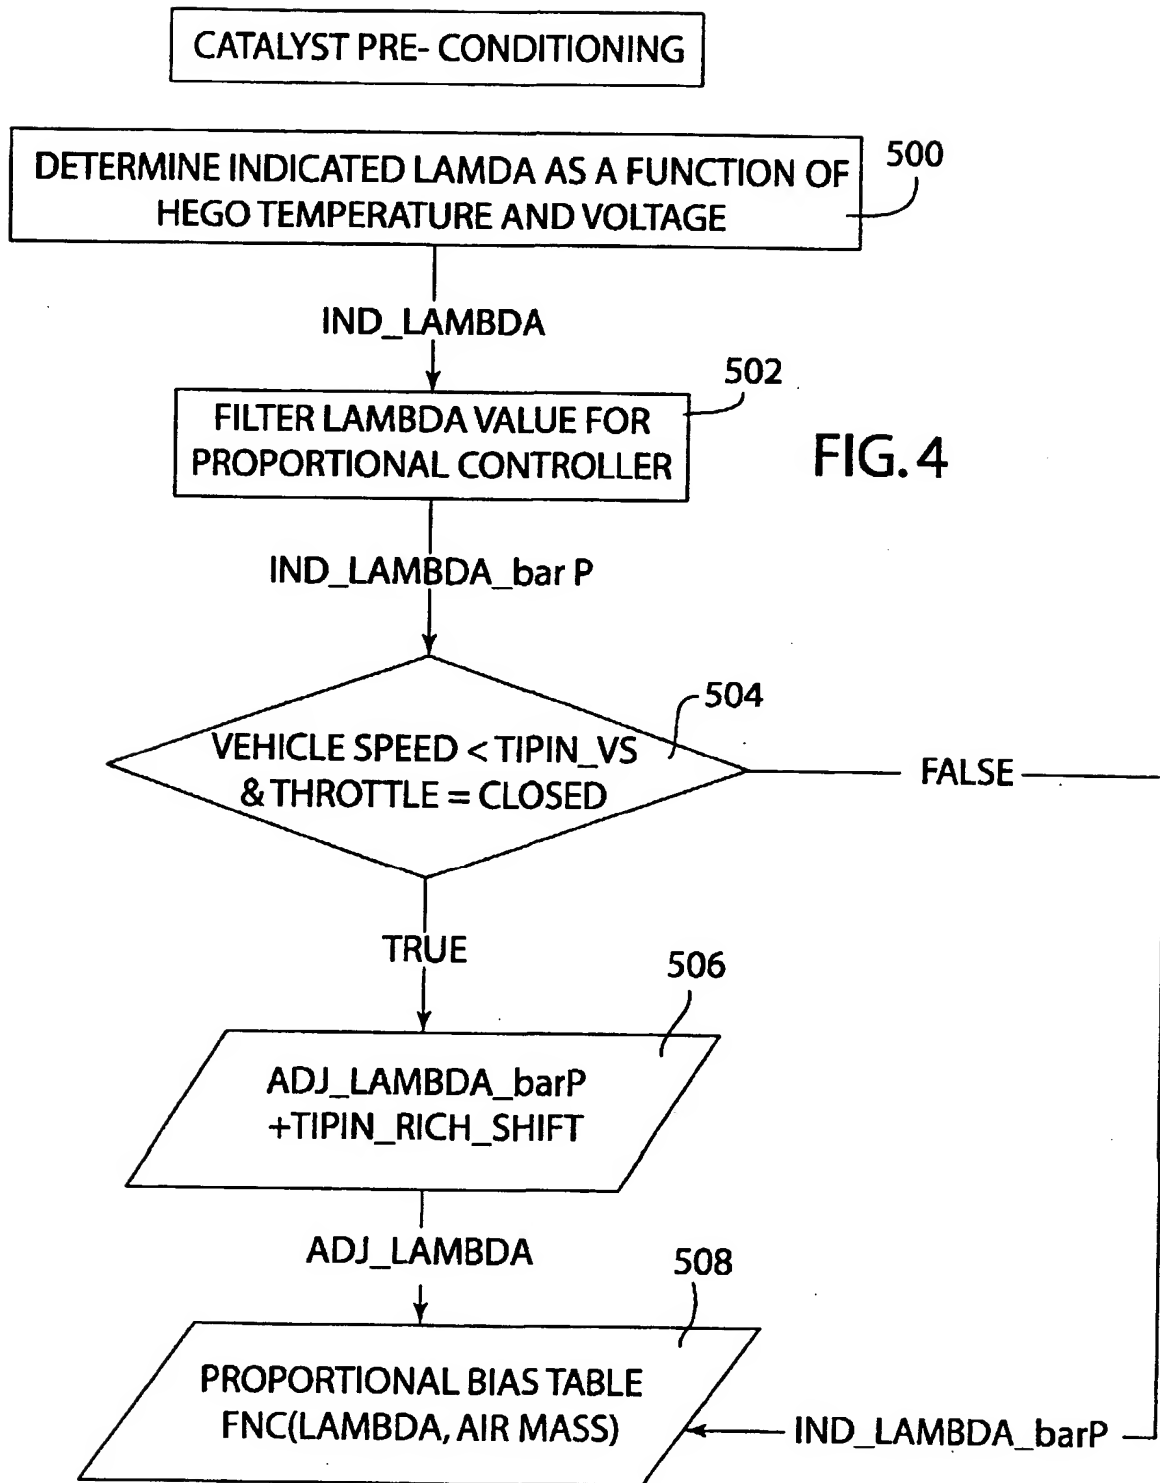 CATALYST PRE- CONDITIONING
DETERMINE INDICATED LAMDA AS A FUNCTION OF
HEGO TEMPERATURE AND VOLTAGE
500
IND_LAMBDA
502
FILTER LAMBDA VALUE FOR
PROPORTIONAL CONTROLLER
FIG. 4
IND_LAMBDA_bar P
504
VEHICLE SPEED < TIPIN_VS
& THROTTLE = CLOSED
FALSE
TRUE
506
ADJ_LAMBDA_barP
+TIPIN_RICH_SHIFT
ADJ_LAMBDA
508
PROPORTIONAL BIAS TABLE
FNC(LAMBDA, AIR MASS)
IND_LAMBDA_barP